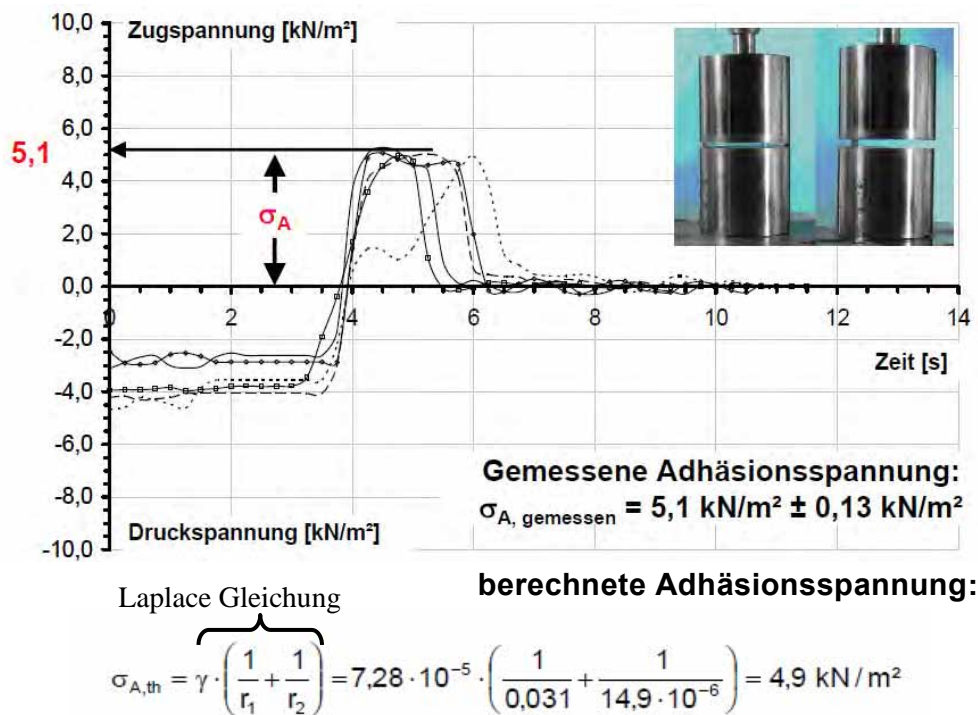 10,0
Zugspannung [kN/m²]
8,0
6,0
5,1
4,0
σA
2,0
0,0
0 2 4 6 8 10 12 14
-2,0
Zeit [s]
-4,0
-6,0
Gemessene Adhäsionsspannung:
σA, gemessen = 5,1 kN/m² ± 0,13 kN/m²
-8,0
Druckspannung [kN/m²]
-10,0
berechnete Adhäsionsspannung:
Laplace Gleichung
σA,th = γ · (1/r1 + 1/r2) = 7,28 · 10⁻⁵ · (1/0,031 + 1/14,9 · 10⁻⁶) = 4,9 kN / m²